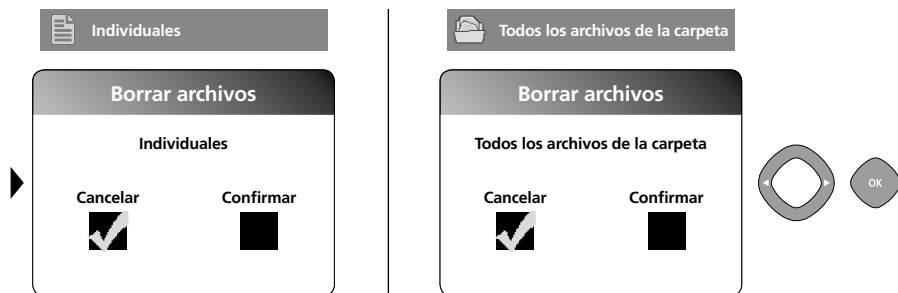 Individuales
Borrar archivos
Individuales
Cancelar Confirmar
Todos los archivos de la carpeta
Borrar archivos
Todos los archivos de la carpeta
Cancelar Confirmar
OK